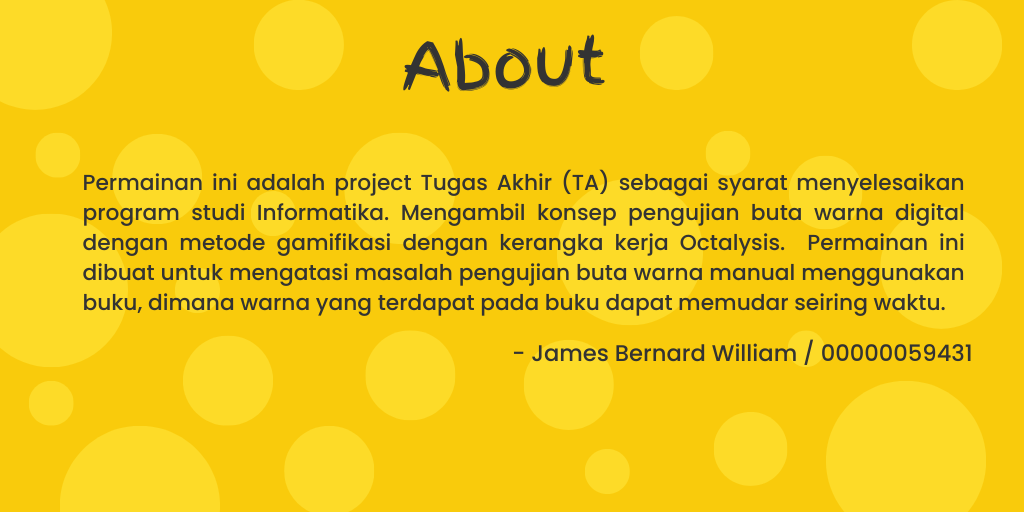 About
Permainan ini adalah project Tugas Akhir (TA) sebagai syarat menyelesaikan
program studi Informatika. Mengambil konsep pengujian buta warna digital
dengan metode gamifikasi dengan kerangka kerja Octalysis. Permainan ini
dibuat untuk mengatasi masalah pengujian buta warna manual menggunakan
buku, dimana warna yang terdapat pada buku dapat memudar seiring waktu.
- James Bernard William / 00000059431